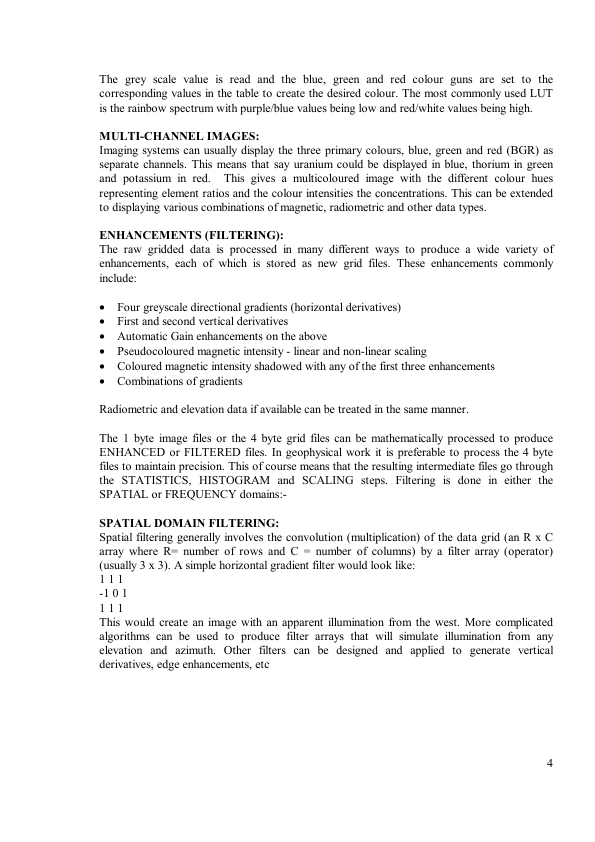 The grey scale value is read and the blue, green and red colour guns are set to the
corresponding values in the table to create the desired colour. The most commonly used LUT
is the rainbow spectrum with purple/blue values being low and red/white values being high.
MULTI-CHANNEL IMAGES:
Imaging systems can usually display the three primary colours, blue, green and red (BGR) as
separate channels. This means that say uranium could be displayed in blue, thorium in green
and potassium in red.  This gives a multicoloured image with the different colour hues
representing element ratios and the colour intensities the concentrations. This can be extended
to displaying various combinations of magnetic, radiometric and other data types.
ENHANCEMENTS (FILTERING):
The raw gridded data is processed in many different ways to produce a wide variety of
enhancements, each of which is stored as new grid files. These enhancements commonly
include:
• Four greyscale directional gradients (horizontal derivatives)
• First and second vertical derivatives
• Automatic Gain enhancements on the above
• Pseudocoloured magnetic intensity - linear and non-linear scaling
• Coloured magnetic intensity shadowed with any of the first three enhancements
• Combinations of gradients
Radiometric and elevation data if available can be treated in the same manner.
The 1 byte image files or the 4 byte grid files can be mathematically processed to produce
ENHANCED or FILTERED files. In geophysical work it is preferable to process the 4 byte
files to maintain precision. This of course means that the resulting intermediate files go through
the STATISTICS, HISTOGRAM and SCALING steps. Filtering is done in either the
SPATIAL or FREQUENCY domains:-
SPATIAL DOMAIN FILTERING:
Spatial filtering generally involves the convolution (multiplication) of the data grid (an R x C
array where R= number of rows and C = number of columns) by a filter array (operator)
(usually 3 x 3). A simple horizontal gradient filter would look like:
1 1 1
-1 0 1
1 1 1
This would create an image with an apparent illumination from the west. More complicated
algorithms can be used to produce filter arrays that will simulate illumination from any
elevation and azimuth. Other filters can be designed and applied to generate vertical
derivatives, edge enhancements, etc
4